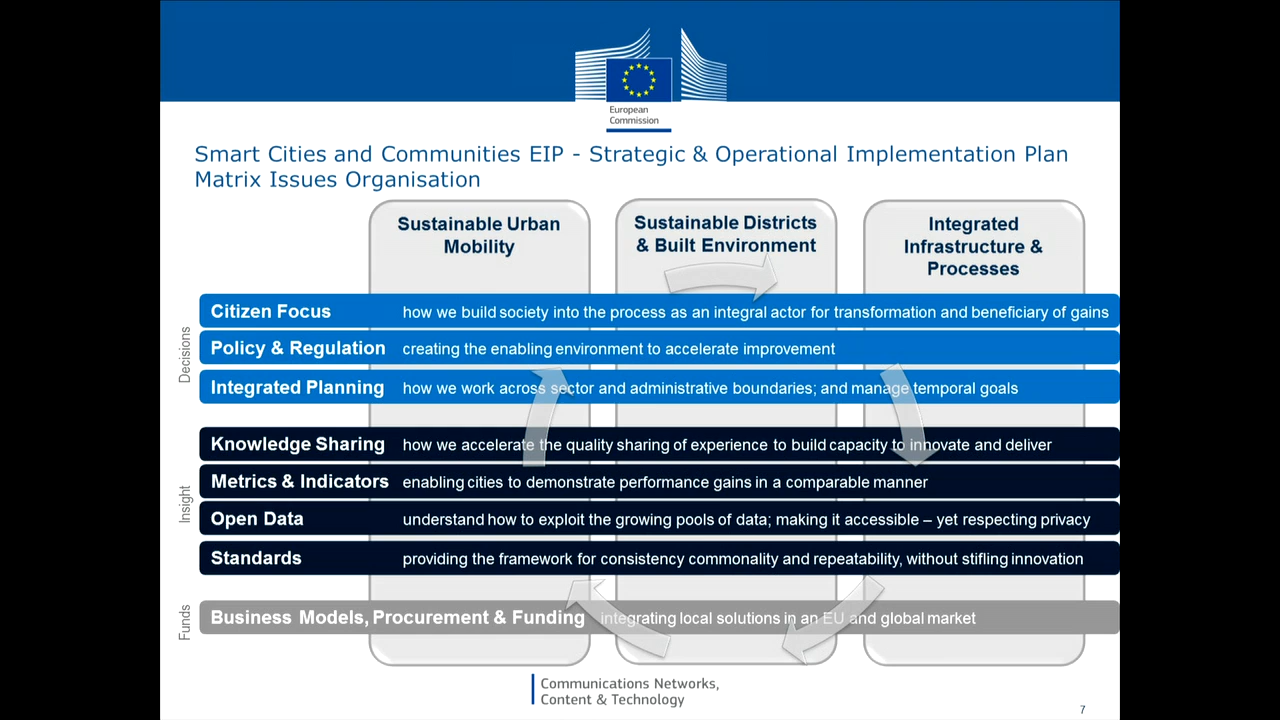 European
Commission
Smart Cities and Communities EIP - Strategic & Operational Implementation Plan
Matrix Issues Organisation
Sustainable Urban
Mobility
Sustainable Districts
& Built Environment
Integrated
Infrastructure &
Processes
Decisions
Citizen Focus how we build society into the process as an integral actor for transformation and beneficiary of gains
Policy & Regulation creating the enabling environment to accelerate improvement
Integrated Planning how we work across sector and administrative boundaries; and manage temporal goals
Insight
Knowledge Sharing how we accelerate the quality sharing of experience to build capacity to innovate and deliver
Metrics & Indicators enabling cities to demonstrate performance gains in a comparable manner
Open Data understand how to exploit the growing pools of data; making it accessible – yet respecting privacy
Standards providing the framework for consistency commonality and repeatability, without stifling innovation
Funds
Business Models, Procurement & Funding integrating local solutions in an EU and global market
Communications Networks,
Content & Technology
7